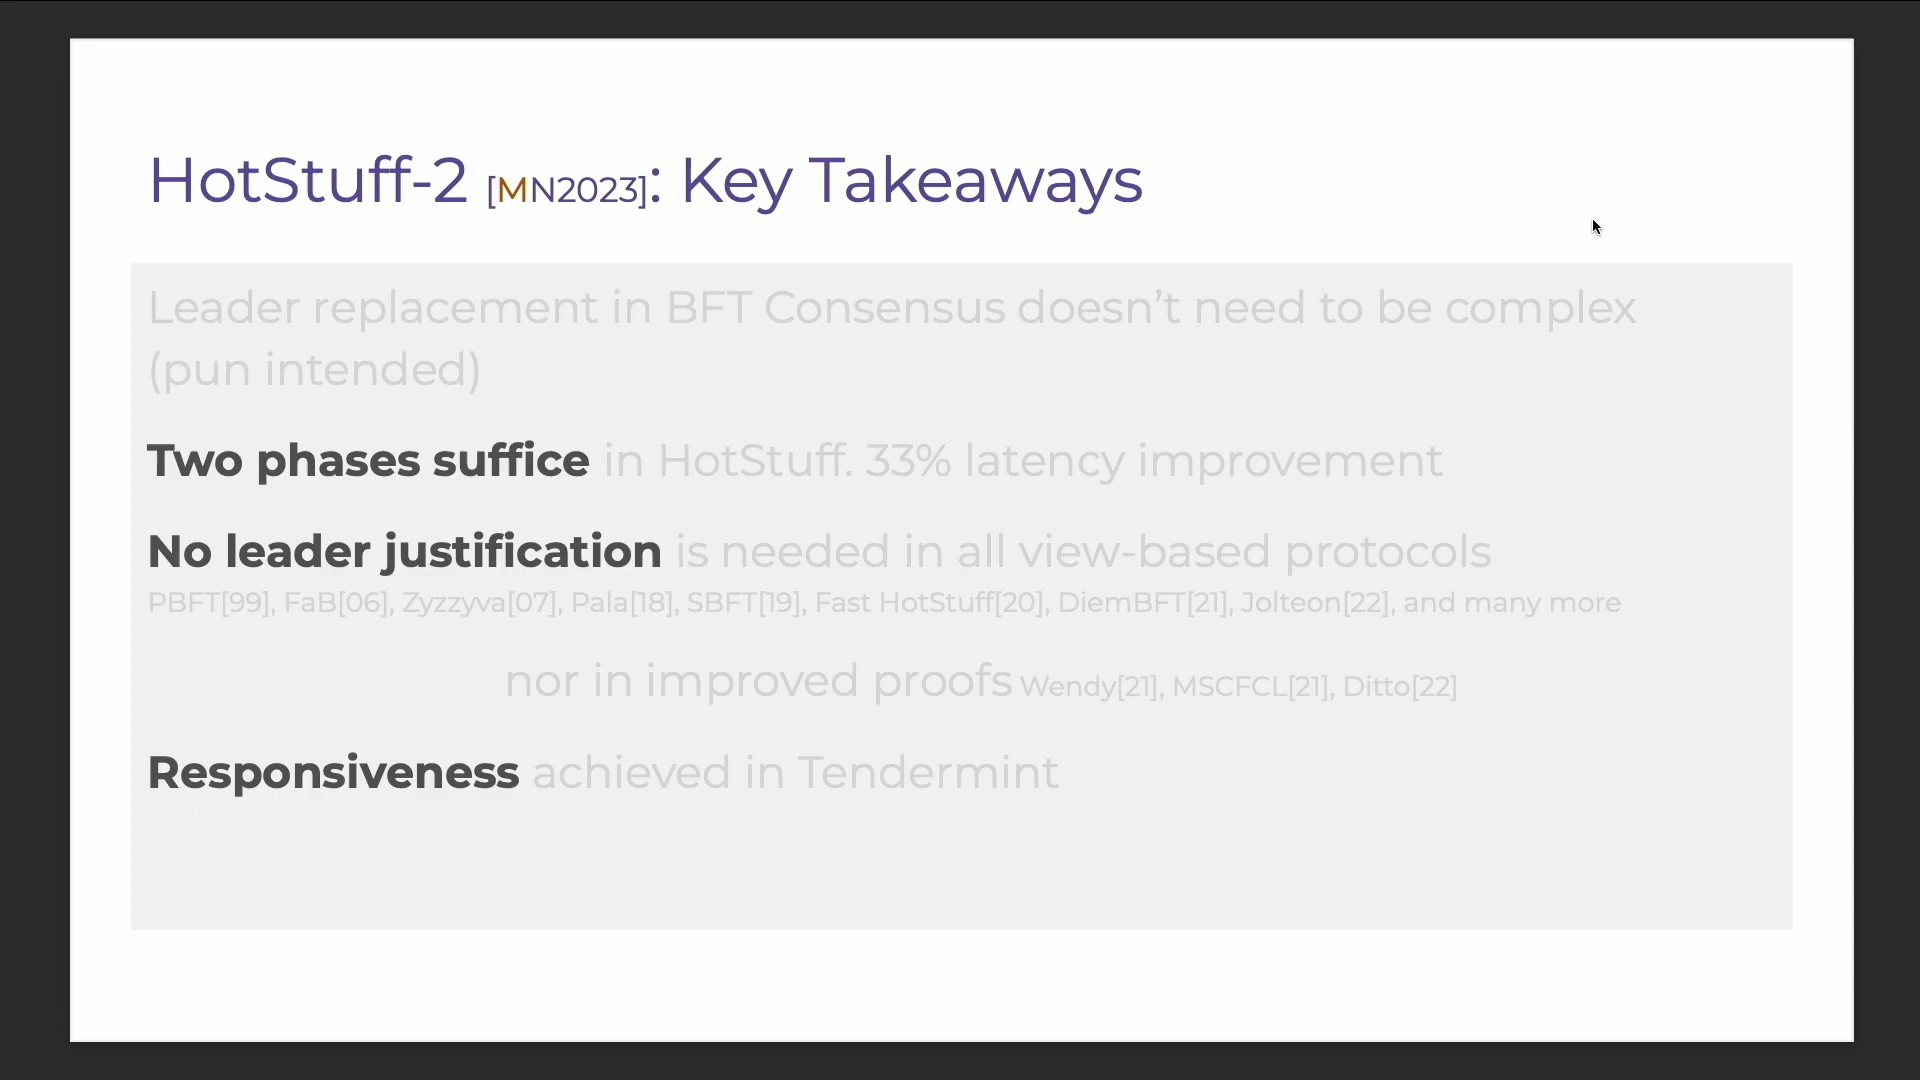 HotStuff-2 [MN2023]: Key Takeaways
Leader replacement in BFT Consensus doesn’t need to be complex
(pun intended)
Two phases suffice in HotStuff. 33% latency improvement
No leader justification is needed in all view-based protocols
PBFT[99], FaB[06], Zyzzyva[07], Pala[18], SBFT[19], Fast HotStuff[20], DiemBFT[21], Jolteon[22], and many more
nor in improved proofs Wendy[21], MSCFCL[21], Ditto[22]
Responsiveness achieved in Tendermint